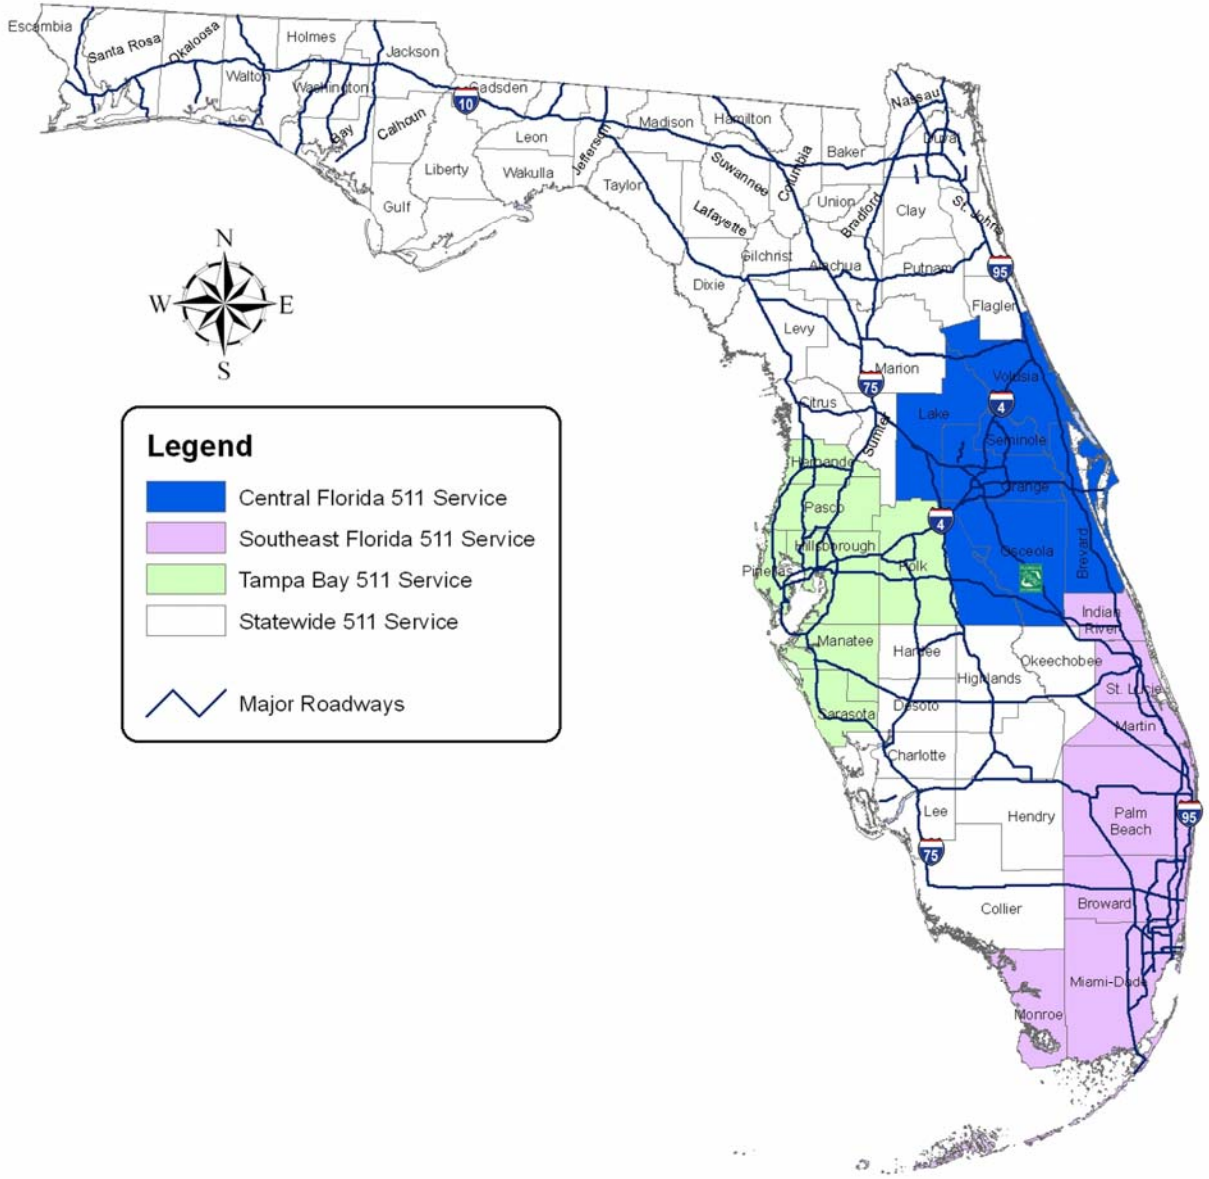 Escambia
Santa Rosa
Okaloosa
Walton
Holmes
Washington
Bay
Jackson
Calhoun
Gulf
Liberty
Gadsden
10
Leon
Wakulla
Jefferson
Madison
Taylor
Hamilton
Suwannee
Lafayette
Columbia
Baker
Nassau
Duval
Union
Bradford
Clay
St. Johns
Gilchrist
Alachua
Putnam
95
Dixie
Flagler
Levy
Marion
75
Citrus
Sumter
Volusia
4
Lake
Seminole
Hernando
Orange
Pasco
4
Hillsborough
Polk
Osceola
Brevard
Pinellas
Indian
River
Manatee
Hardee
Okeechobee
Highlands
St. Lucie
Sarasota
Desoto
Martin
Charlotte
Lee
Hendry
Palm
Beach
95
75
Collier
Broward
Miami-Dade
Monroe
N
W E
S
Legend
Central Florida 511 Service
Southeast Florida 511 Service
Tampa Bay 511 Service
Statewide 511 Service
Major Roadways